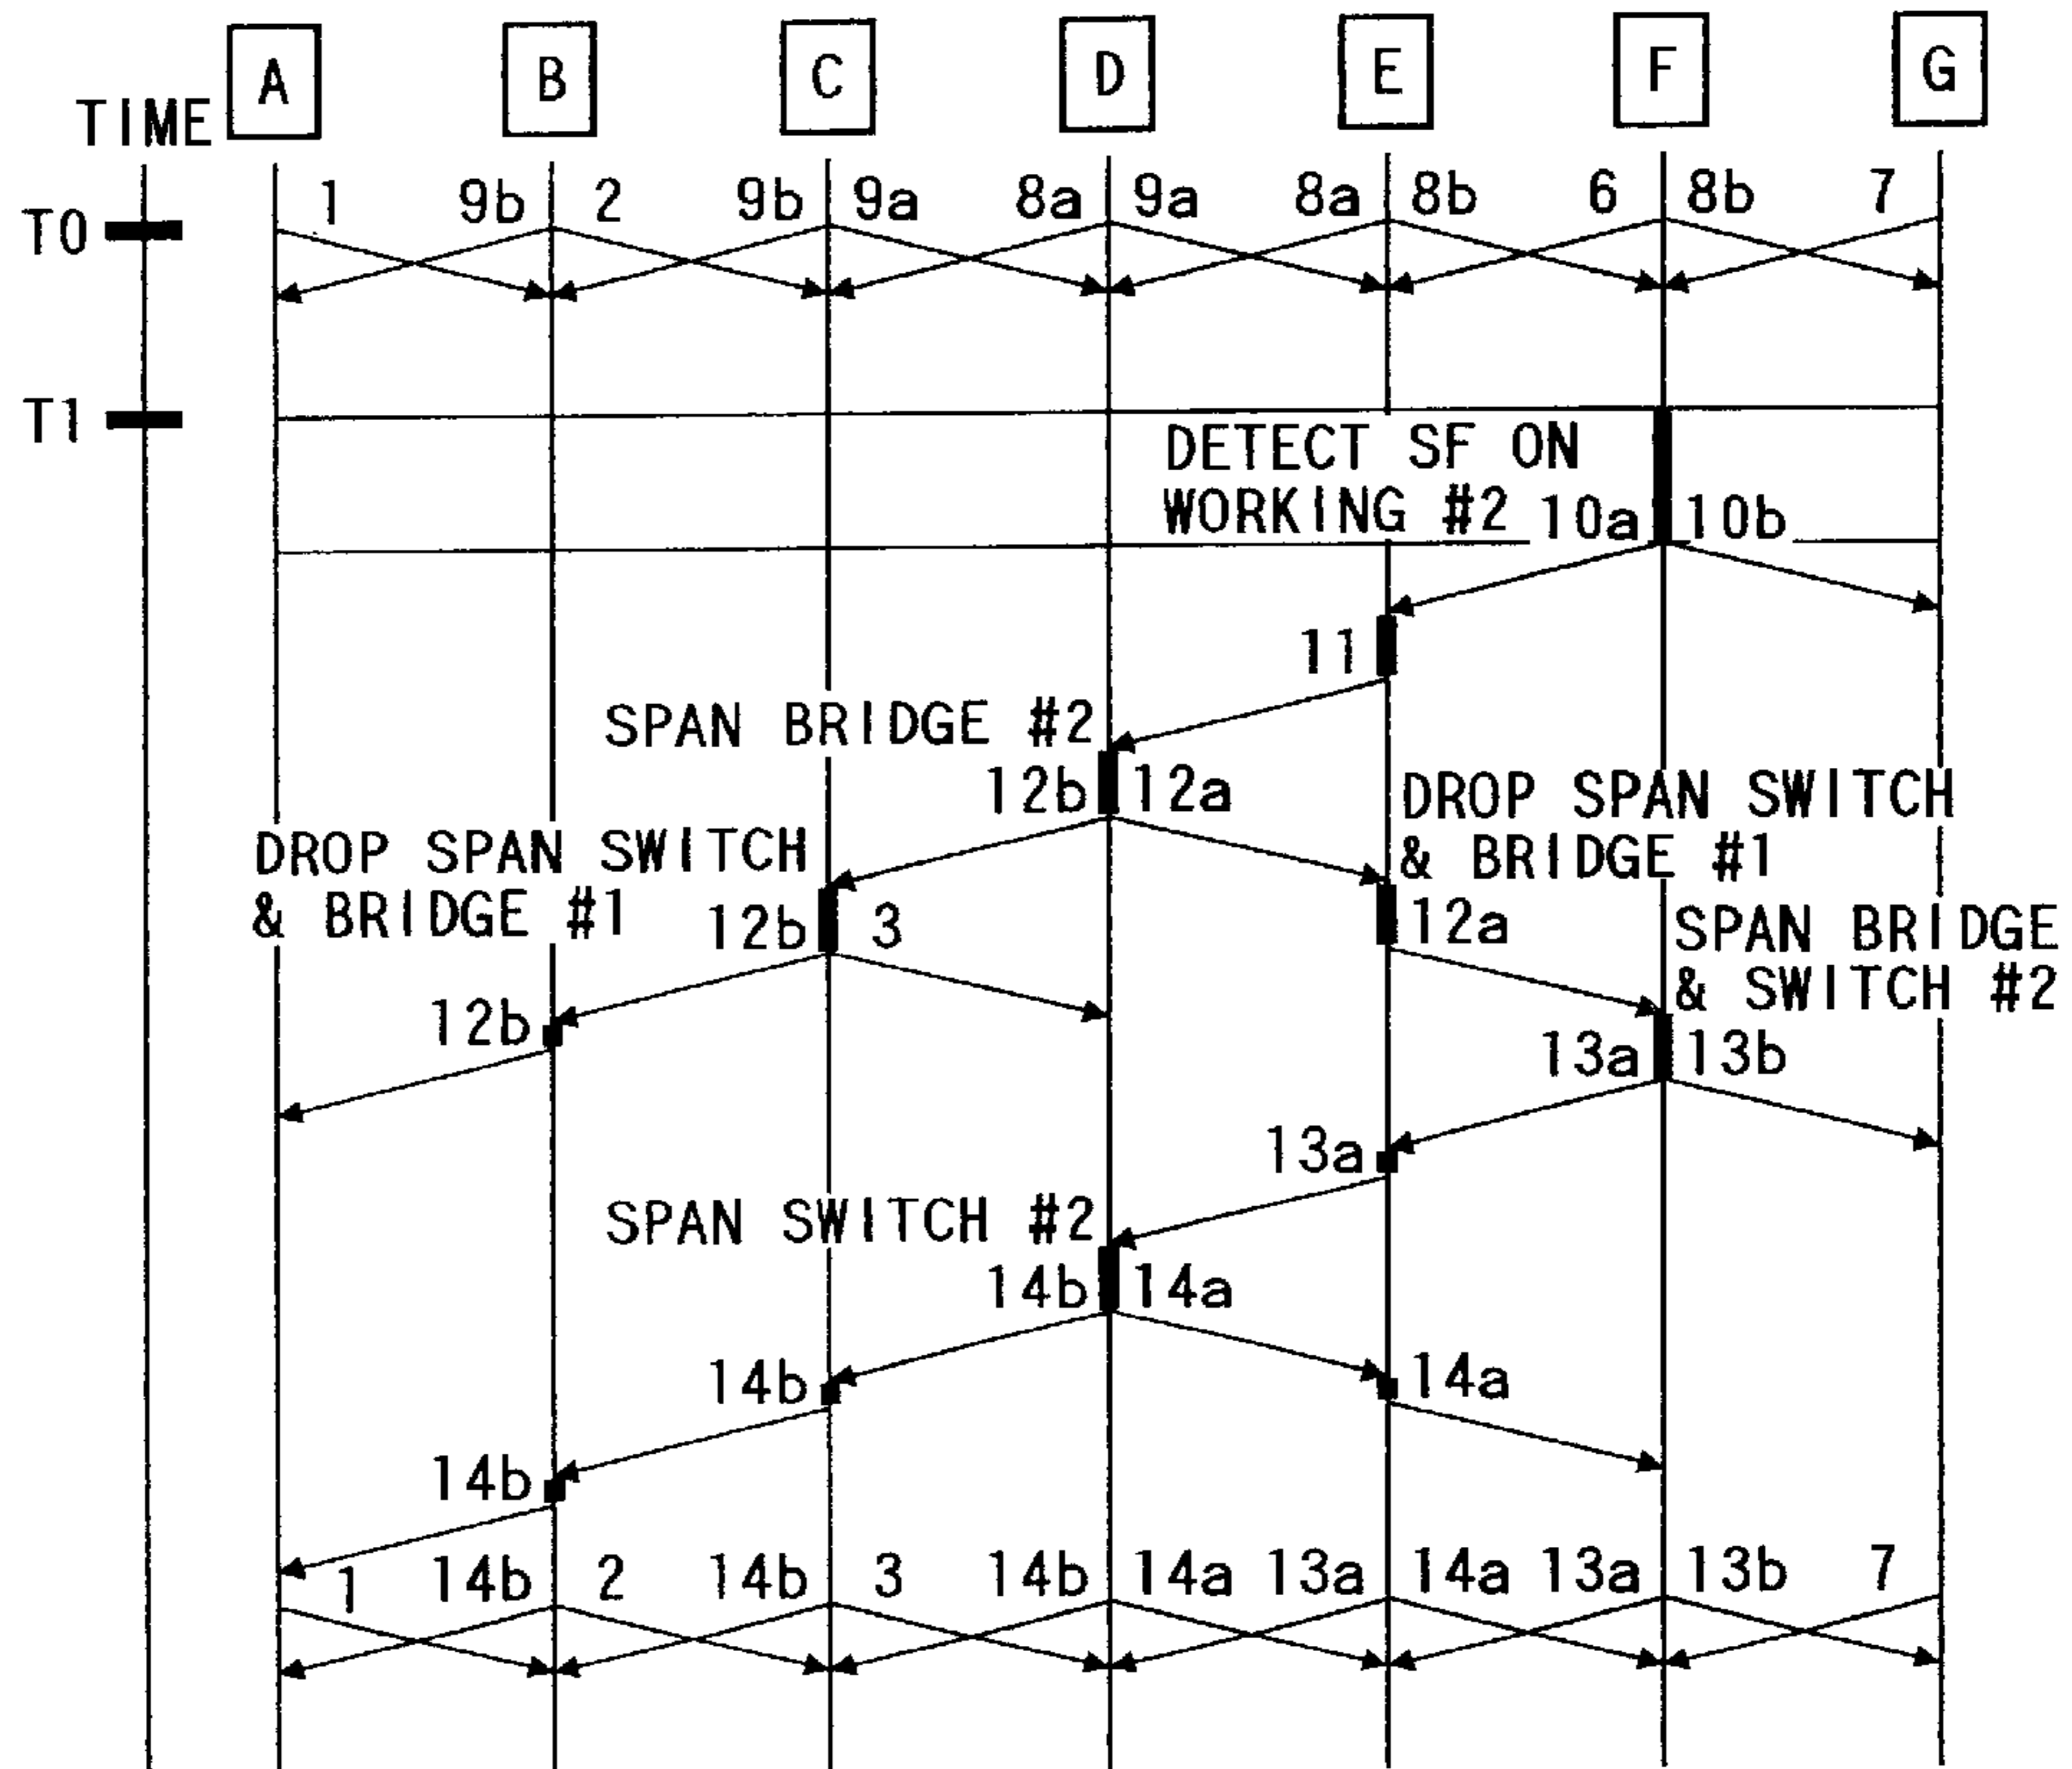 A B C D E F G
TIME
T0 1 9b 2 9b 9a 8a 9a 8a 8b 6 8b 7
T1
DETECT SF ON
WORKING #2 10a 10b
11
SPAN BRIDGE #2
12b 12a
DROP SPAN SWITCH
& BRIDGE #1
DROP SPAN SWITCH
& BRIDGE #1
12b 3 12a
SPAN BRIDGE
& SWITCH #2
12b
13a 13b
13a
SPAN SWITCH #2
14b 14a
14b 14a
14b
1 14b 2 14b 3 14b 14a 13a 14a 13a 13b 7